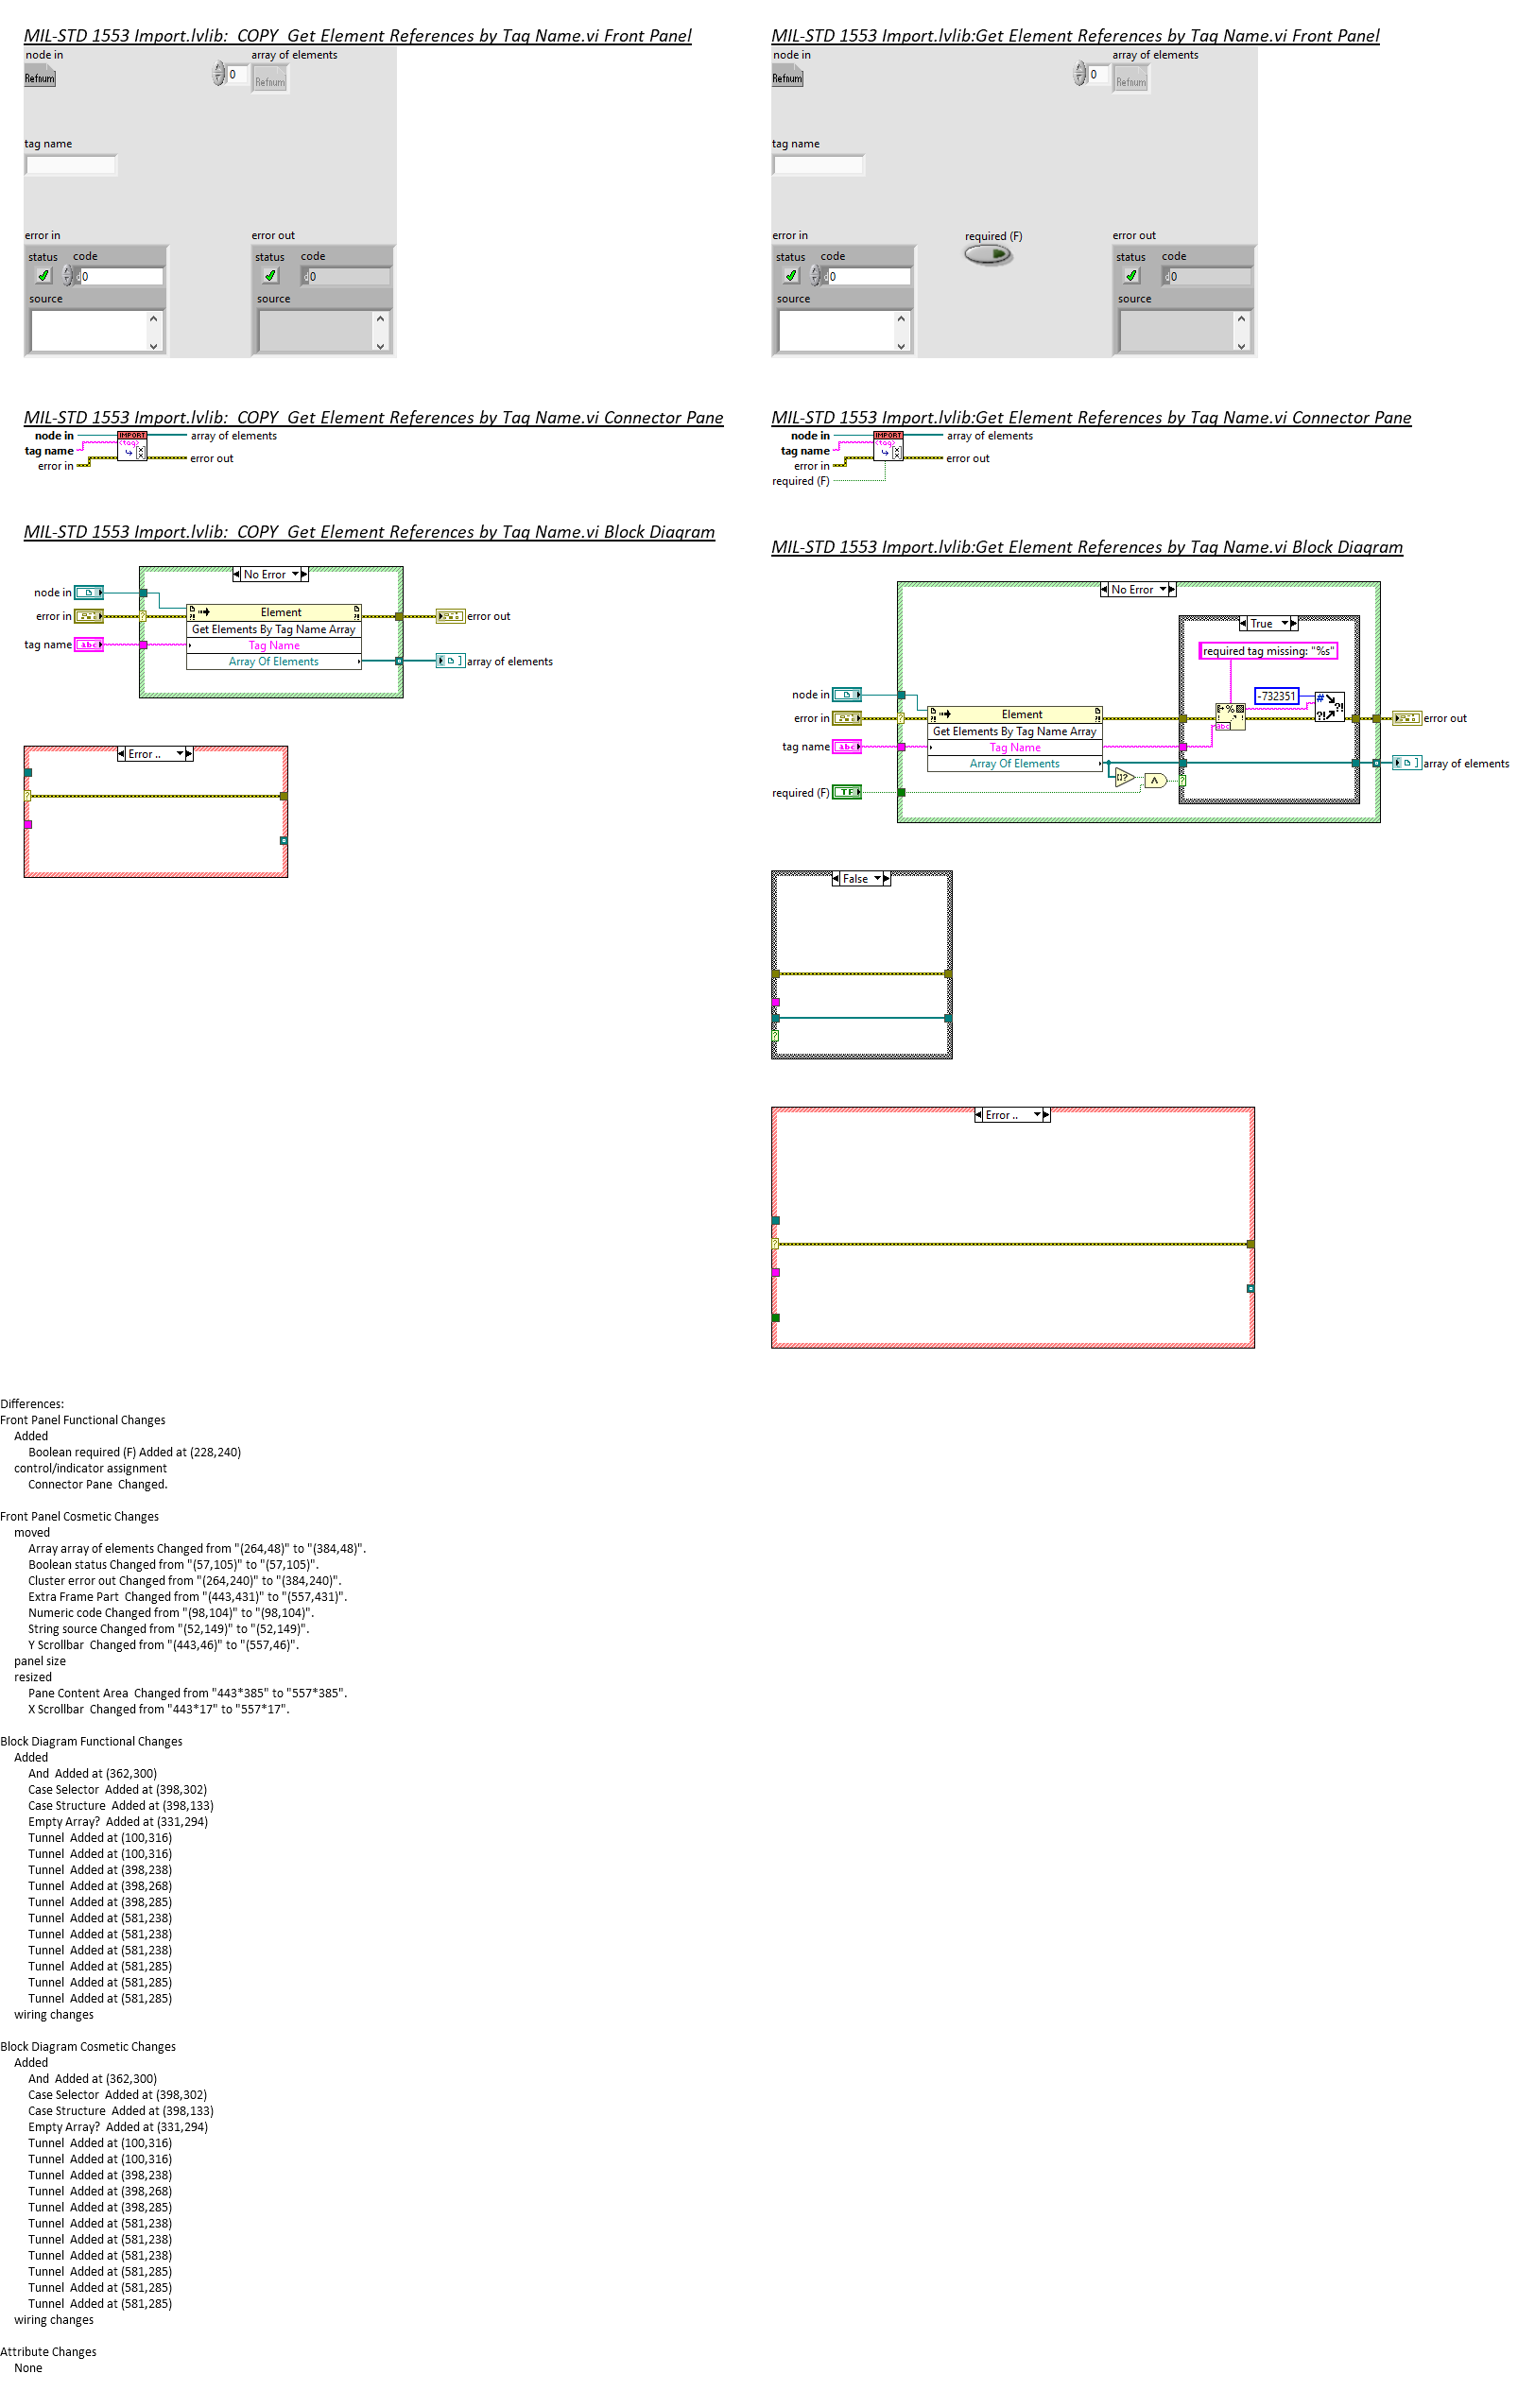 MIL-STD 1553 Import.lvlib:  COPY  Get Element References by Tag Name.vi Front Panel
node in
array of elements
Refnum
0
Refnum
tag name
error in
error out
status
code
0
source
status
code
0
source
MIL-STD 1553 Import.lvlib:Get Element References by Tag Name.vi Front Panel
node in
array of elements
Refnum
0
Refnum
tag name
error in
required (F)
error out
status
code
0
source
status
code
0
source
MIL-STD 1553 Import.lvlib:  COPY  Get Element References by Tag Name.vi Connector Pane
node in
tag name
error in
IMPORT
<tag>
array of elements
error out
MIL-STD 1553 Import.lvlib:Get Element References by Tag Name.vi Connector Pane
node in
tag name
error in
required (F)
IMPORT
<tag>
array of elements
error out
MIL-STD 1553 Import.lvlib:  COPY  Get Element References by Tag Name.vi Block Diagram
No Error
node in
error in
tag name
abc
Element
Get Elements By Tag Name Array
Tag Name
Array Of Elements
error out
array of elements
Error ..
MIL-STD 1553 Import.lvlib:Get Element References by Tag Name.vi Block Diagram
No Error
True
required tag missing: "%s"
-732351
node in
error in
tag name
abc
required (F)
TF
Element
Get Elements By Tag Name Array
Tag Name
Array Of Elements
abc
error out
array of elements
False
Error ..
Differences:
Front Panel Functional Changes
Added
Boolean required (F) Added at (228,240)
control/indicator assignment
Connector Pane  Changed.
Front Panel Cosmetic Changes
moved
Array array of elements Changed from "(264,48)" to "(384,48)".
Boolean status Changed from "(57,105)" to "(57,105)".
Cluster error out Changed from "(264,240)" to "(384,240)".
Extra Frame Part  Changed from "(443,431)" to "(557,431)".
Numeric code Changed from "(98,104)" to "(98,104)".
String source Changed from "(52,149)" to "(52,149)".
Y Scrollbar  Changed from "(443,46)" to "(557,46)".
panel size
resized
Pane Content Area  Changed from "443*385" to "557*385".
X Scrollbar  Changed from "443*17" to "557*17".
Block Diagram Functional Changes
Added
And  Added at (362,300)
Case Selector  Added at (398,302)
Case Structure  Added at (398,133)
Empty Array?  Added at (331,294)
Tunnel  Added at (100,316)
Tunnel  Added at (100,316)
Tunnel  Added at (398,238)
Tunnel  Added at (398,268)
Tunnel  Added at (398,285)
Tunnel  Added at (581,238)
Tunnel  Added at (581,238)
Tunnel  Added at (581,238)
Tunnel  Added at (581,285)
Tunnel  Added at (581,285)
Tunnel  Added at (581,285)
wiring changes
Block Diagram Cosmetic Changes
Added
And  Added at (362,300)
Case Selector  Added at (398,302)
Case Structure  Added at (398,133)
Empty Array?  Added at (331,294)
Tunnel  Added at (100,316)
Tunnel  Added at (100,316)
Tunnel  Added at (398,238)
Tunnel  Added at (398,268)
Tunnel  Added at (398,285)
Tunnel  Added at (581,238)
Tunnel  Added at (581,238)
Tunnel  Added at (581,238)
Tunnel  Added at (581,285)
Tunnel  Added at (581,285)
Tunnel  Added at (581,285)
wiring changes
Attribute Changes
None